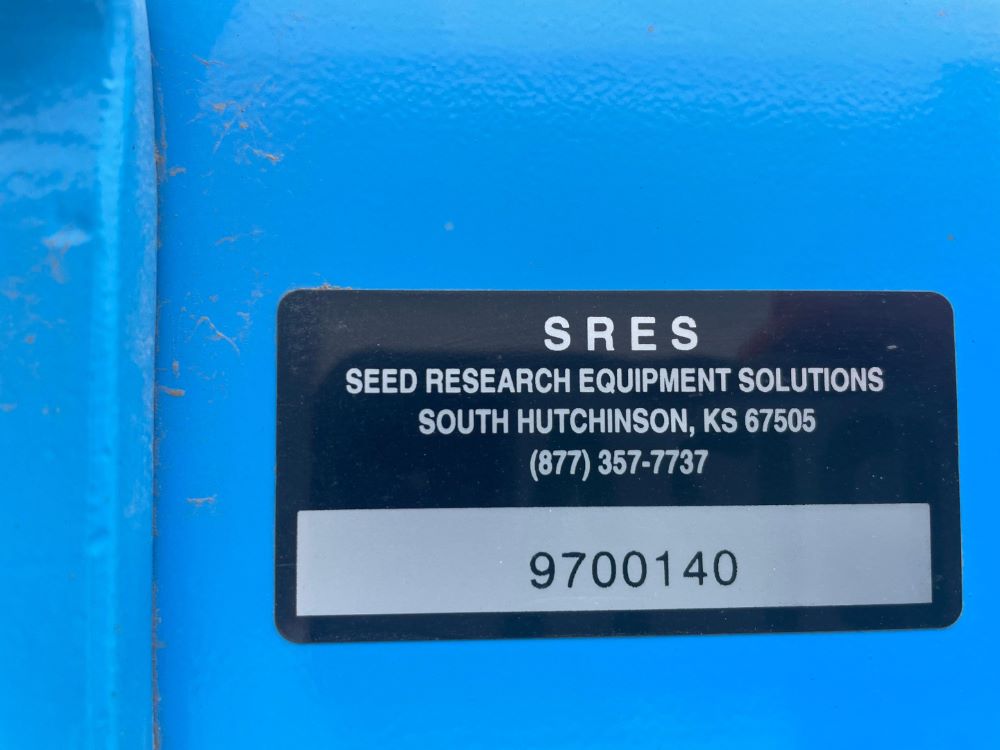 SRES
SEED RESEARCH EQUIPMENT SOLUTIONS
SOUTH HUTCHINSON, KS 67505
(877) 357-7737
9700140